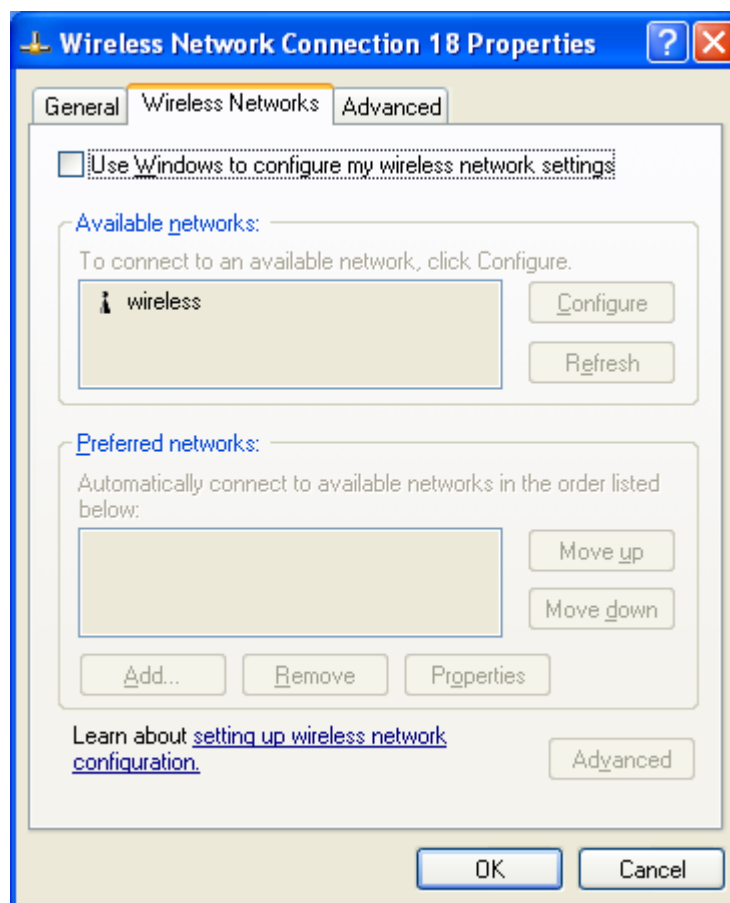 Wireless Network Connection 18 Properties
General Wireless Networks Advanced
Use Windows to configure my wireless network settings
Available networks:
To connect to an available network, click Configure.
wireless
Configure
Refresh
Preferred networks:
Automatically connect to available networks in the order listed
below:
Move up
Move down
Add... Remove Properties
Learn about setting up wireless network
configuration.
Advanced
OK Cancel